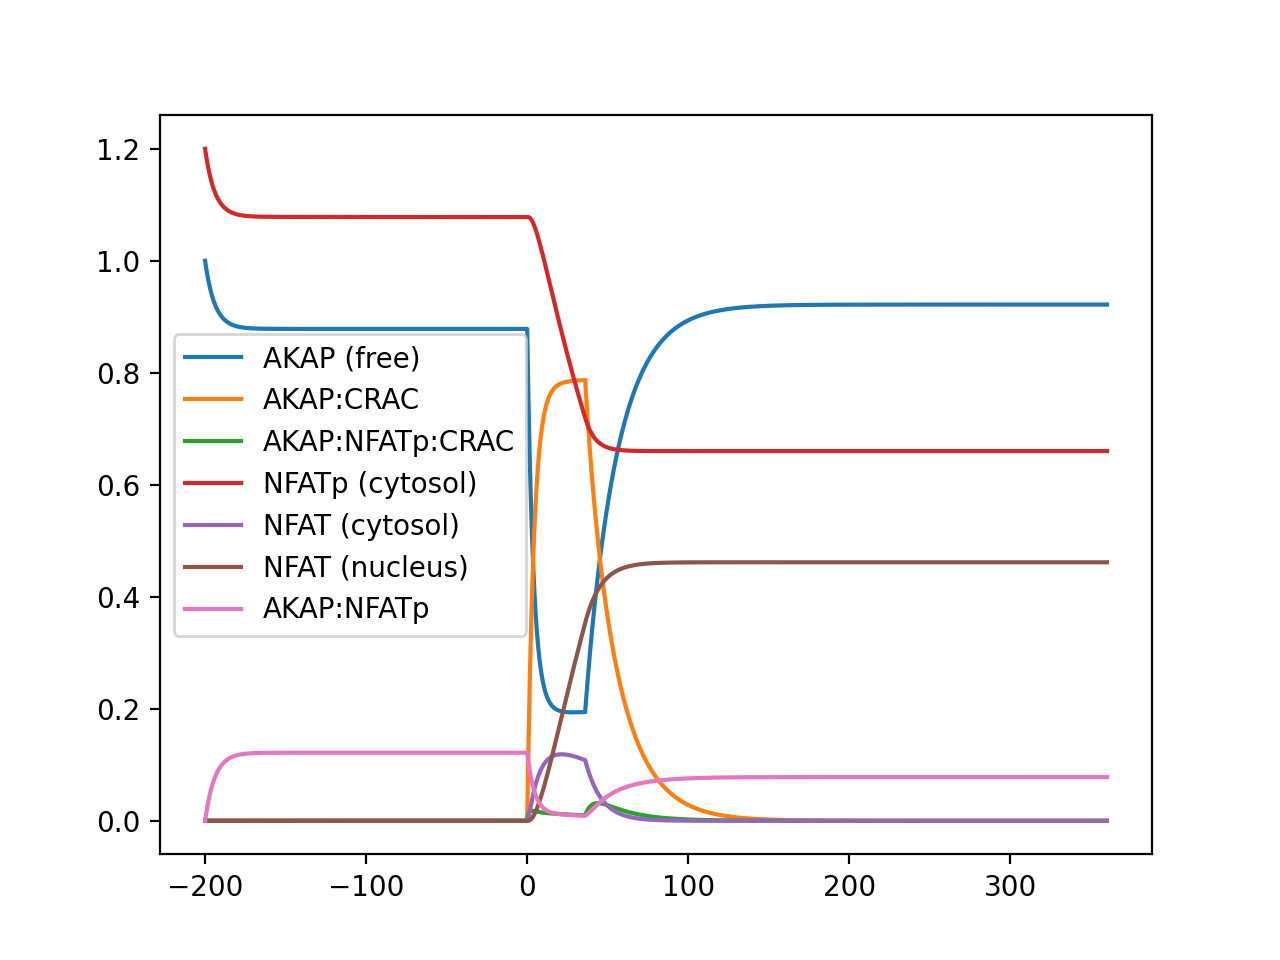 1.2
1.0
0.8
0.6
0.4
0.2
0.0
AKAP (free)
AKAP:CRAC
AKAP:NFATp:CRAC
NFATp (cytosol)
NFAT (cytosol)
NFAT (nucleus)
AKAP:NFATp
−200 −100 0 100 200 300